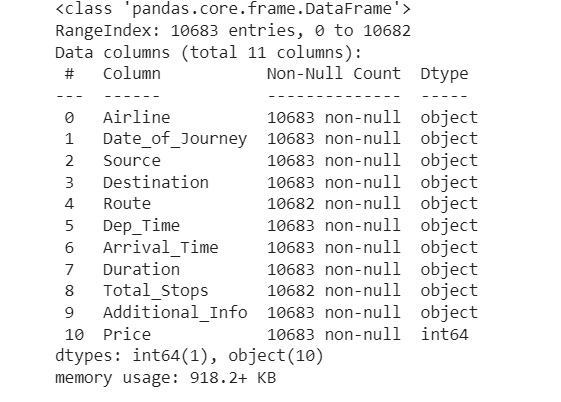 <class 'pandas.core.frame.DataFrame'>
RangeIndex: 10683 entries, 0 to 10682
Data columns (total 11 columns):
 #   Column           Non-Null Count  Dtype
---  ------           --------------  -----
 0   Airline          10683 non-null  object
 1   Date_of_Journey  10683 non-null  object
 2   Source           10683 non-null  object
 3   Destination      10683 non-null  object
 4   Route            10682 non-null  object
 5   Dep_Time         10683 non-null  object
 6   Arrival_Time     10683 non-null  object
 7   Duration         10683 non-null  object
 8   Total_Stops      10682 non-null  object
 9   Additional_Info  10683 non-null  object
 10  Price            10683 non-null  int64
dtypes: int64(1), object(10)
memory usage: 918.2+ KB